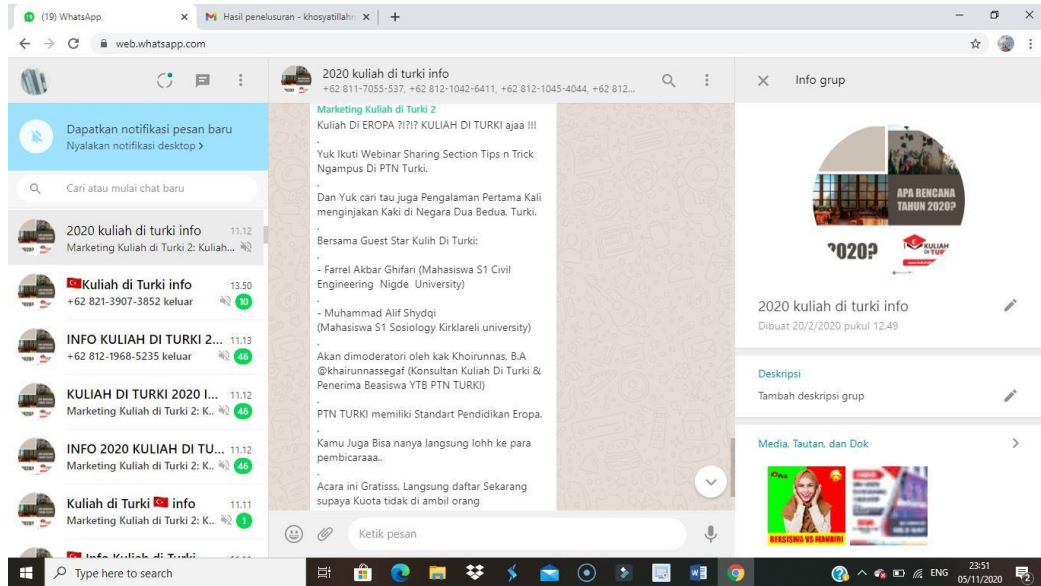 (19) WhatsApp
Hasil penelusuran - khosyatillahr
web.whatsapp.com
Dapatkan notifikasi pesan baru
Nyalakan notifikasi desktop >
Cari atau mulai chat baru
2020 kuliah di turki info 11.12
Marketing Kuliah di Turki 2: Kuliah...
Kuliah di Turki info 13.50
+62 821-3907-3852 keluar 10
INFO KULIAH DI TURKI 2... 11.13
+62 812-1968-5235 keluar 46
KULIAH DI TURKI 2020 I... 11.12
Marketing Kuliah di Turki 2: K.. 46
INFO 2020 KULIAH DI TU... 11.12
Marketing Kuliah di Turki 2: K.. 46
Kuliah di Turki info 11.11
Marketing Kuliah di Turki 2: K.. 1
Info Kuliah di Turki
2020 kuliah di turki info
+62 811-7055-537, +62 812-1042-6411, +62 812-1045-4044, +62 812...
Marketing Kuliah di Turki 2
Kuliah Di EROPA ?!?!? KULIAH DI TURKI ajaa !!!
.
Yuk Ikuti Webinar Sharing Section Tips n Trick
Ngampus Di PTN Turki.
.
Dan Yuk cari tau juga Pengalaman Pertama Kali
menginjakan Kaki di Negara Dua Bedua. Turki.
.
Bersama Guest Star Kulih Di Turki:
.
- Farrel Akbar Ghifari (Mahasiswa S1 Civil
Engineering Nigde University)
.
- Muhammad Alif Shydqi
(Mahasiswa S1 Sosiology Kirklareli university)
.
Akan dimoderatori oleh kak Khoirunnas, B.A
@khairunnassegaf (Konsultan Kuliah Di Turki &
Penerima Beasiswa YTB PTN TURKI)
.
PTN TURKI memiliki Standart Pendidikan Eropa.
.
Kamu Juga Bisa nanya langsung lohh ke para
pembicaraaa..
.
Acara ini Gratisss, Langsung daftar Sekarang
supaya Kuota tidak di ambil orang
Ketik pesan
Info grup
APA RENCANA
TAHUN 2020?
2020?
KULIAH
DI TURKI
2020 kuliah di turki info
Dibuat 20/2/2020 pukul 12.49
Deskripsi
Tambah deskripsi grup
Media, Tautan, dan Dok
BERSISWA VS MANDIRI
Type here to search
ENG
23:51
05/11/2020
2